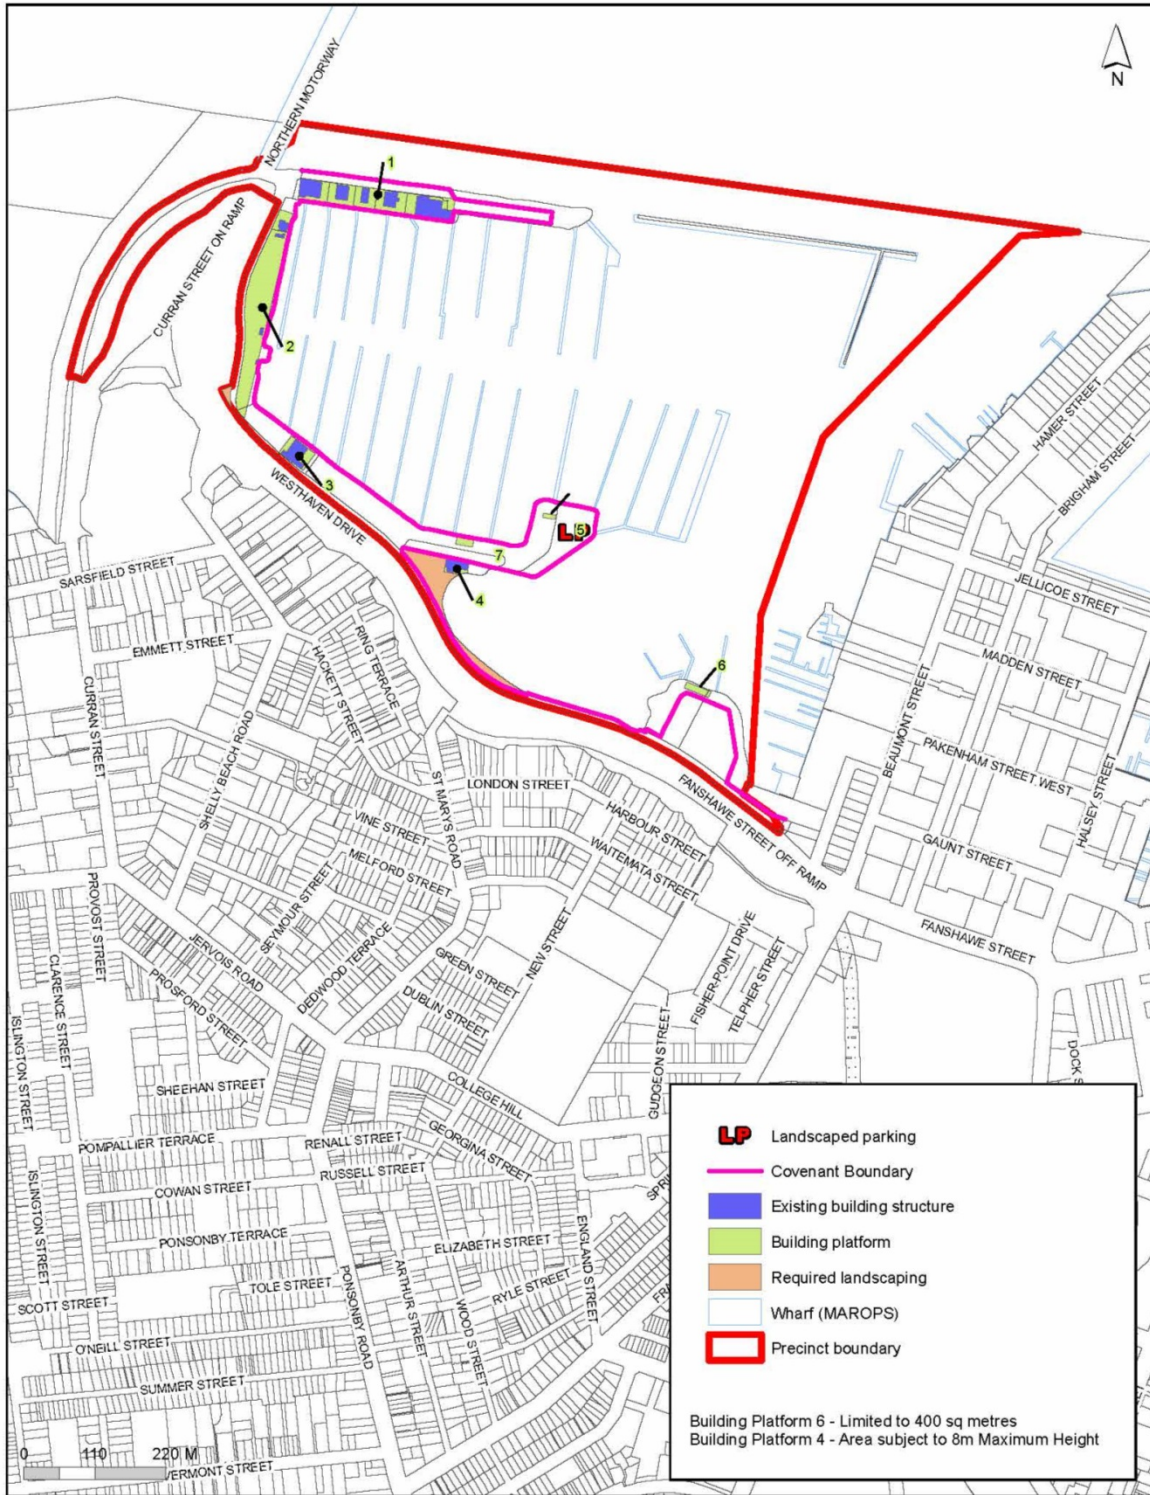 N
NORTHERN MOTORWAY
1
CURRAN STREET ON RAMP
2
HAMER STREET
BRIGHAM STREET
3
WESTHAVEN DRIVE
LP
5
7
4
SARSFIELD STREET
JELLICOE STREET
EMMETT STREET
RING TERRACE
HACKETT STREET
MADDEN STREET
6
CURRAN STREET
SHELLY BEACH ROAD
BEAUMONT STREET
PAKENHAM STREET WEST
HALSEY STREET
ST MARYS ROAD
LONDON STREET
FANSHAWE STREET OFF RAMP
HARBOUR STREET
VINE STREET
WAITEMATA STREET
GAUNT STREET
MELFORD STREET
PROVOST STREET
SEYMOUR STREET
JERVOIS ROAD
DEDWOOD TERRACE
NEW STREET
FISHER-POINT DRIVE
FANSHAWE STREET
GREEN STREET
TELPHER STREET
CLARENCE STREET
PROSFORD STREET
DUBLIN STREET
ISLINGTON STREET
GUDGEON STREET
DOCK S
SHEEHAN STREET
COLLEGE HILL
POMPALLIER TERRACE
RENALL STREET
GEORGINA STREET
RUSSELL STREET
COWAN STREET
SPRI
ISLINGTON STREET
PONSONBY TERRACE
ELIZABETH STREET
ENGLAND STREET
TOLE STREET
RYLE STREET
FRA
SCOTT STREET
PONSONBY ROAD
ARTHUR STREET
WOOD STREET
O'NEILL STREET
SUMMER STREET
VERMONT STREET
0 110 220 M
LP Landscaped parking
Covenant Boundary
Existing building structure
Building platform
Required landscaping
Wharf (MAROPS)
Precinct boundary
Building Platform 6 - Limited to 400 sq metres
Building Platform 4 - Area subject to 8m Maximum Height